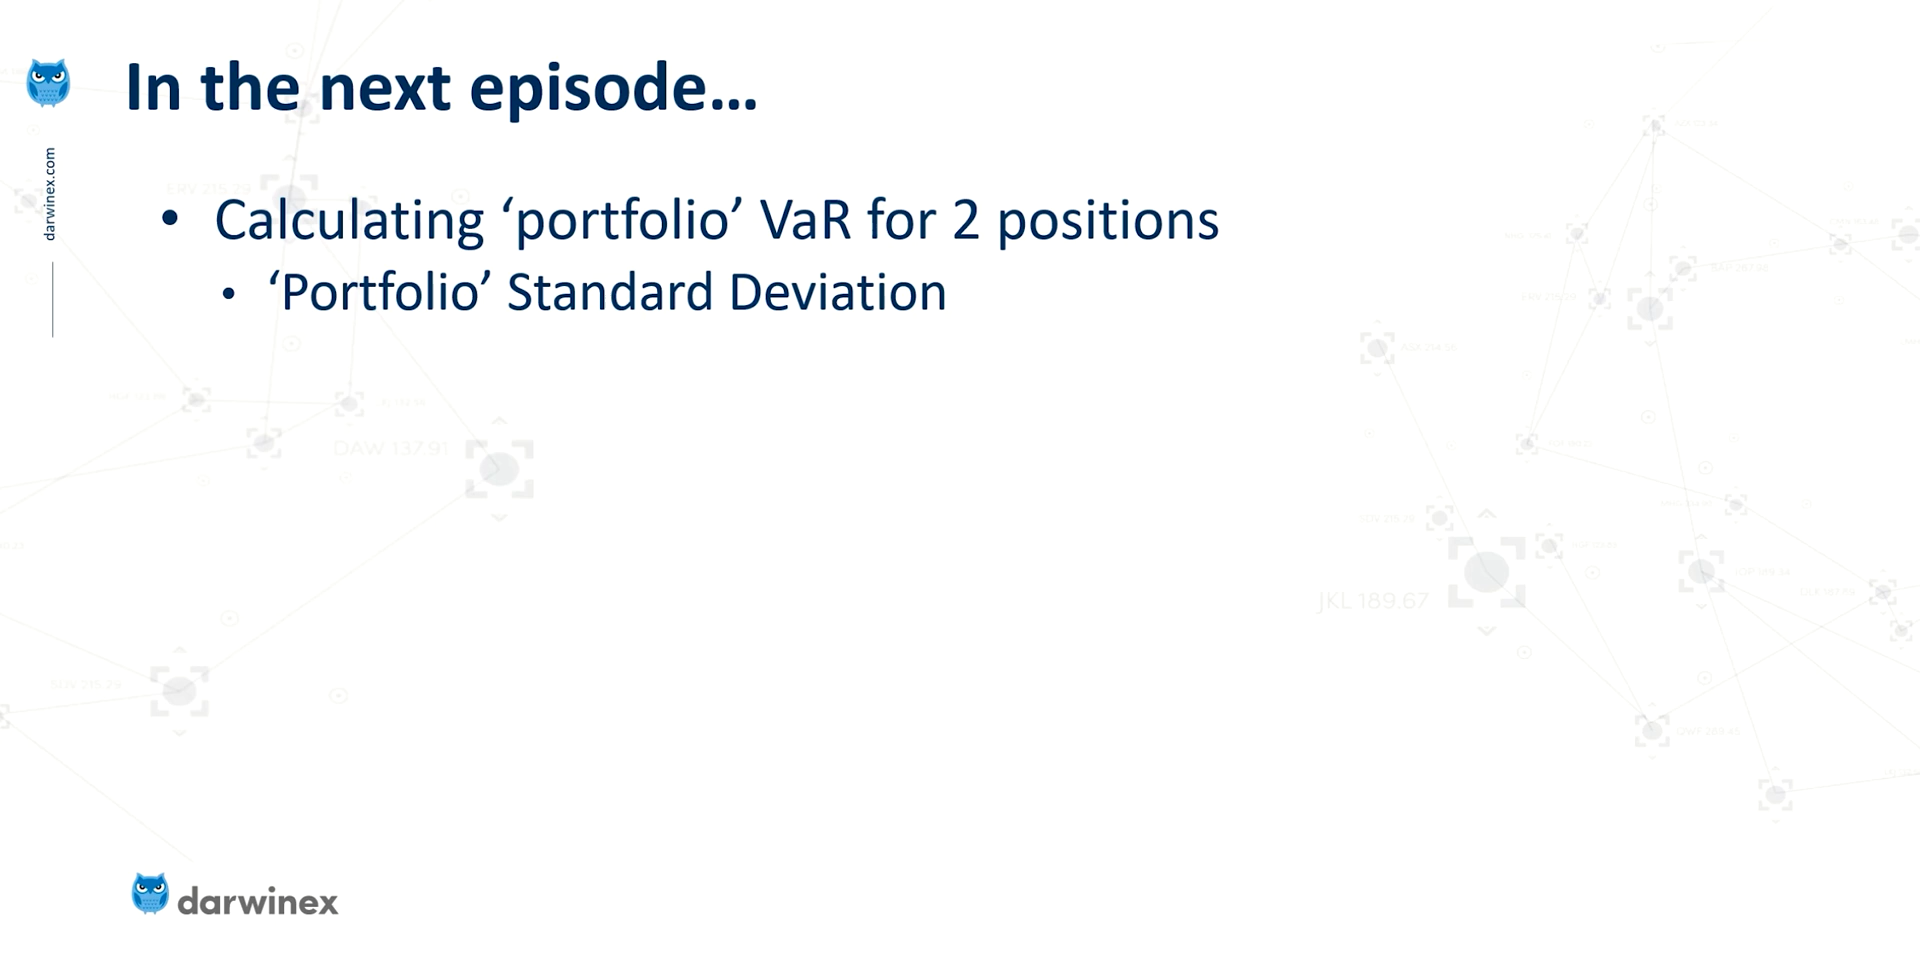 In the next episode…
darwinex.com
• Calculating ‘portfolio’ VaR for 2 positions
• ‘Portfolio’ Standard Deviation
DAW 137.91
JKL 189.67
darwinex